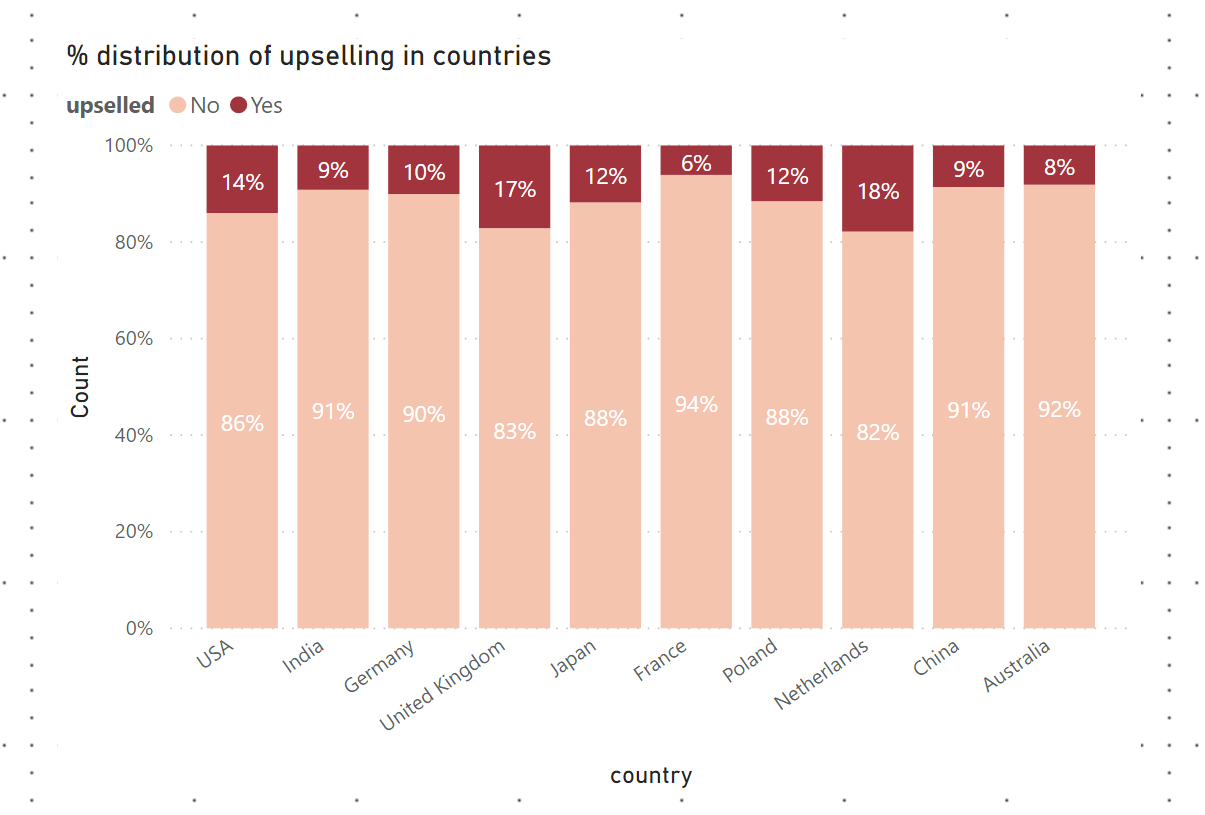 % distribution of upselling in countries
upselled No Yes
100%
80%
60%
40%
20%
0%
Count
14% 9% 10% 17% 12% 6% 12% 18% 9% 8%
86% 91% 90% 83% 88% 94% 88% 82% 91% 92%
USA India Germany United Kingdom Japan France Poland Netherlands China Australia
country